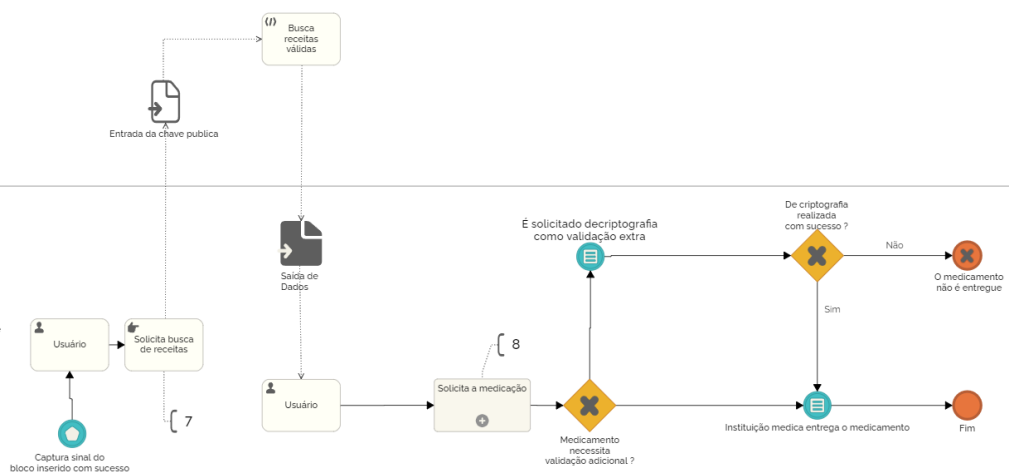 Busca
receitas
válidas
Entrada da chave publica
Saída de
Dados
Usuário
Solicita busca
de receitas
7
Captura sinal do
bloco inserido com sucesso
Usuário
Solicita a medicação
8
Medicamento
necessita
validação adicional ?
É solicitado decriptografia
como validação extra
De criptografia
realizada
com sucesso ?
Não
O medicamento
não é entregue
Sim
Instituição medica entrega o medicamento
Fim